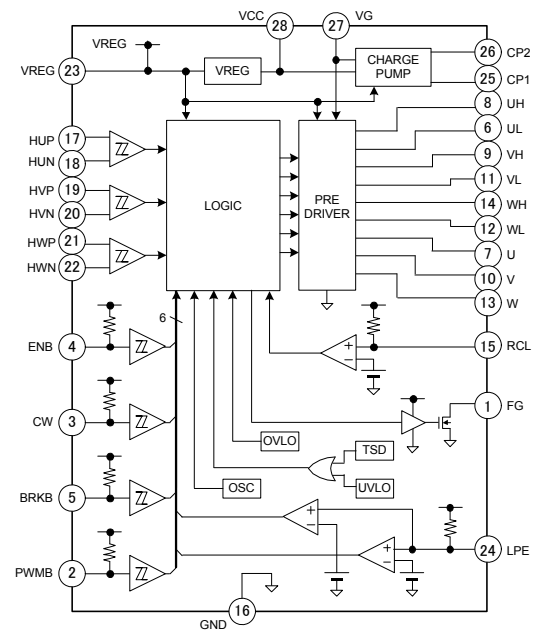 VCC VG
28 27
VREG
VREG 23
VREG
CHARGE
PUMP
26 CP2
25 CP1
8 UH
6 UL
9 VH
11 VL
14 WH
12 WL
7 U
10 V
13 W
HUP 17
HUN 18
HVP 19
HVN 20
HWP 21
HWN 22
LOGIC
PRE
DRIVER
6
ENB 4
15 RCL
CW 3
1 FG
OVLO
TSD
BRKB 5
OSC
UVLO
PWMB 2
24 LPE
16
GND
+
−
+
−
+
−